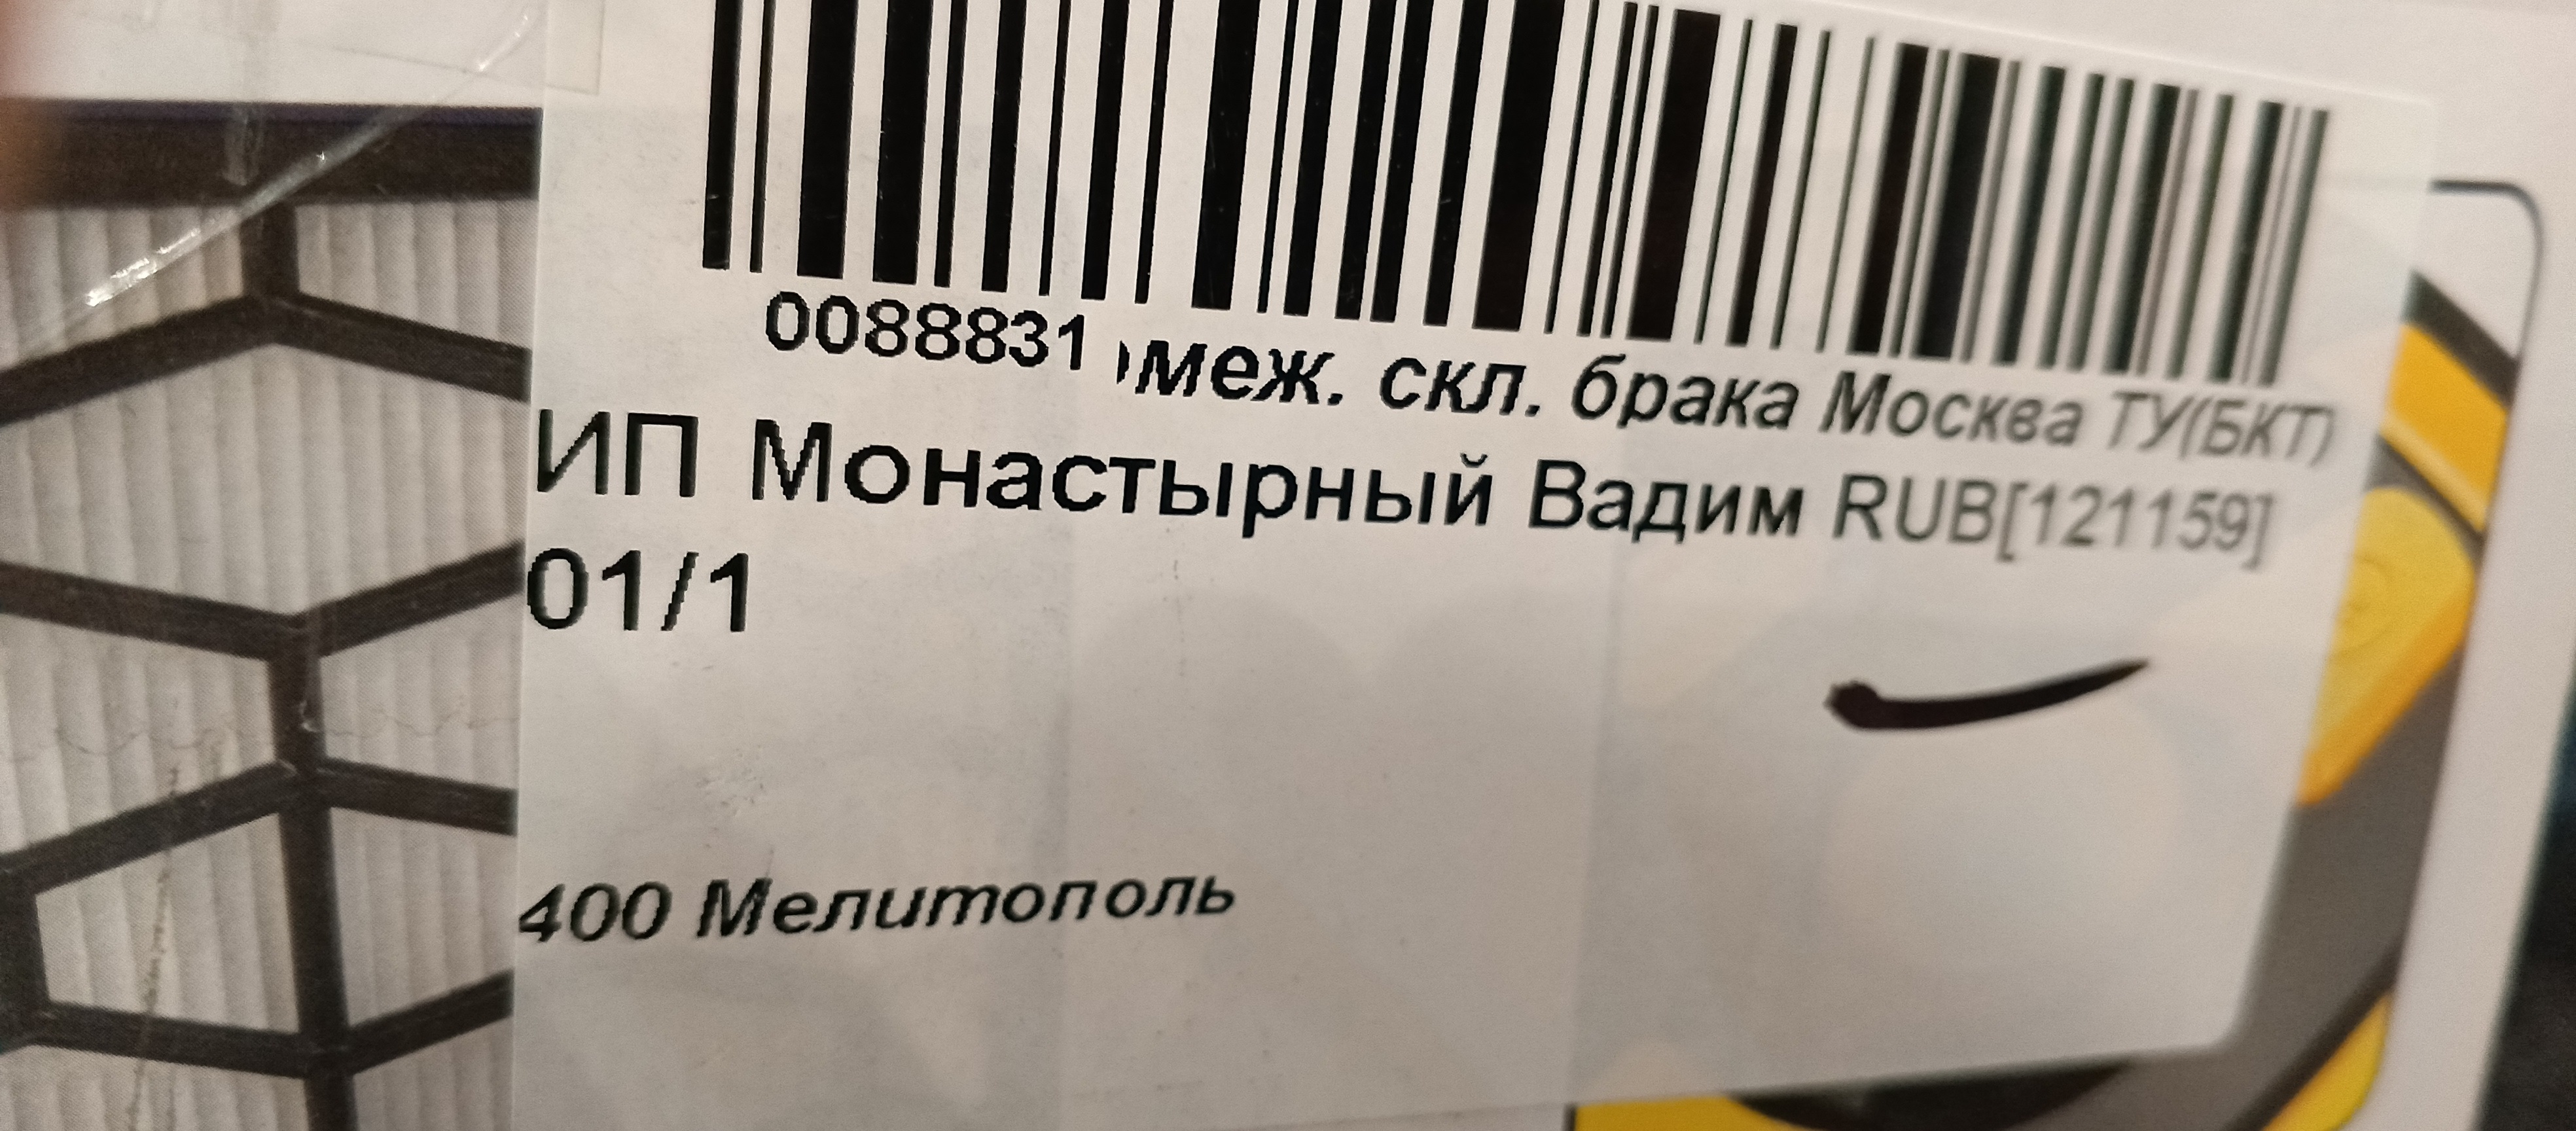 0088831 меж. скл. брака Москва ТУ(БКТ)
ИП Монастырный Вадим RUB[121159]
01/1
400 Мелитополь